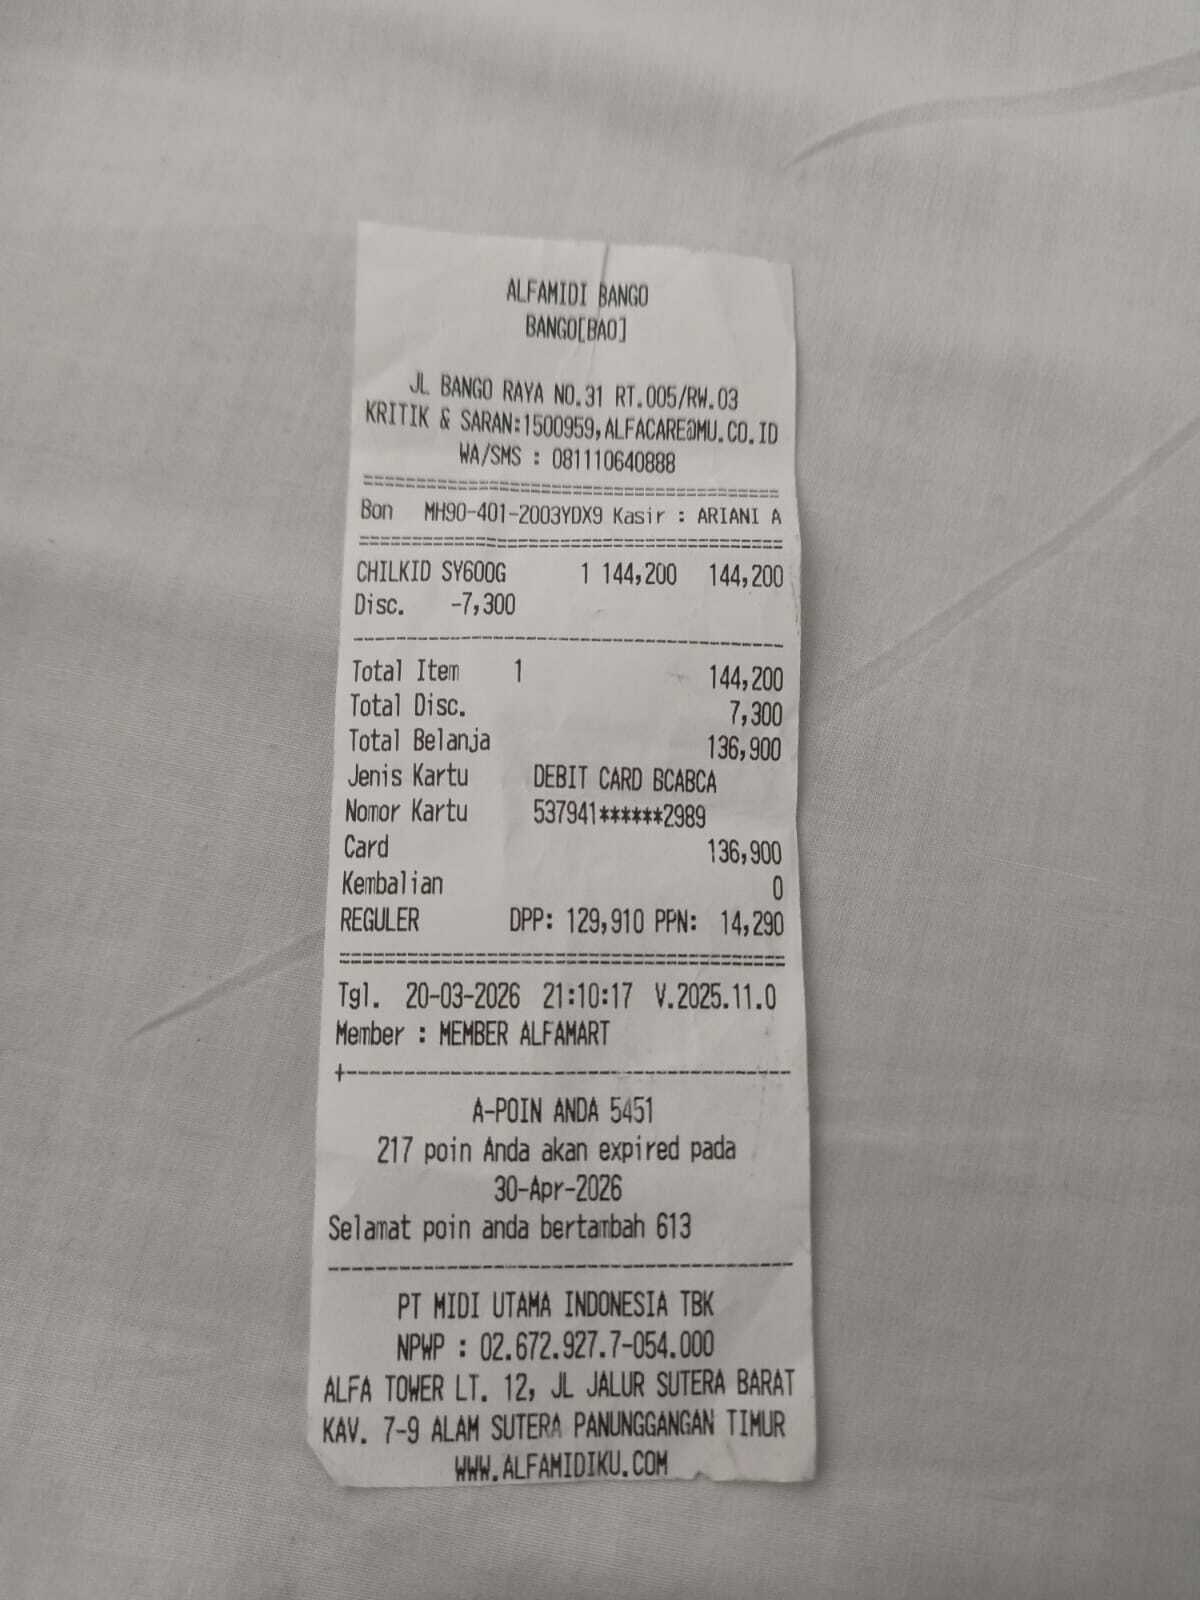 ALFAMIDI BANGO
BANGO[BAO]
JL BANGO RAYA NO.31 RT.005/RW.03
KRITIK & SARAN:1500959,ALFACARE@MU.CO.ID
WA/SMS : 081110640888
==========================================
Bon MH90-401-2003YDX9 Kasir : ARIANI A
==========================================
CHILKID SY600G 1 144,200 144,200
Disc. -7,300
------------------------------------------
Total Item 1 144,200
Total Disc. 7,300
Total Belanja 136,900
Jenis Kartu DEBIT CARD BCABCA
Nomor Kartu 537941******2989
Card 136,900
Kembalian 0
REGULER DPP: 129,910 PPN: 14,290
==========================================
Tgl. 20-03-2026 21:10:17 V.2025.11.0
Member : MEMBER ALFAMART
+-----------------------------------------
A-POIN ANDA 5451
217 poin Anda akan expired pada
30-Apr-2026
Selamat poin anda bertambah 613
------------------------------------------
PT MIDI UTAMA INDONESIA TBK
NPWP : 02.672.927.7-054.000
ALFA TOWER LT. 12, JL JALUR SUTERA BARAT
KAV. 7-9 ALAM SUTERA PANUNGGANGAN TIMUR
WWW.ALFAMIDIKU.COM